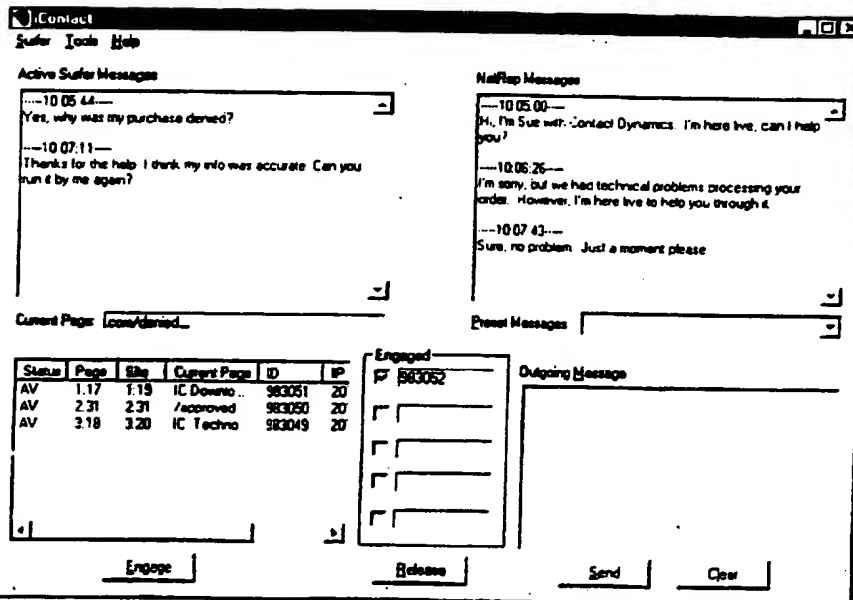 iContact
Surfer Tools Help
Active Surfer Messages
----10:05:44----
Yes, why was my purchase denied?
----10:07:11----
Thanks for the help. I think my info was accurate. Can you
run it by me again?
NetRep Messages
----10:05:00----
Hi, I'm Sue with Contact Dynamics. I'm here live, can I help
you?
----10:06:26----
I'm sorry, but we had technical problems processing your
order. However, I'm here live to help you through it.
----10:07:43----
Sure, no problem. Just a moment please
Current Page: .com/denied
Preset Messages
Status Page Site Current Page ID IP
AV 1:17 1:19 IC Downlo.. 983051 20
AV 2:31 2:31 /approved 983050 20
AV 3:18 3:20 IC Techno 983049 20
Engaged
983052
Outgoing Message
Engage
Release
Send
Clear